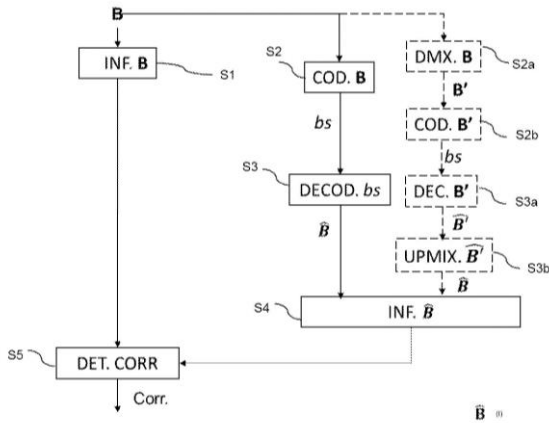 B
INF. B
S1
S2
COD. B
DMX. B
S2a
B'
COD. B'
S2b
bs
bs
S3
DECOD. bs
DEC. B'
S3a
B̂
B̂'
UPMIX. B̂'
S3b
B̂
S4
INF. B̂
S5
DET. CORR
Corr.
B̂